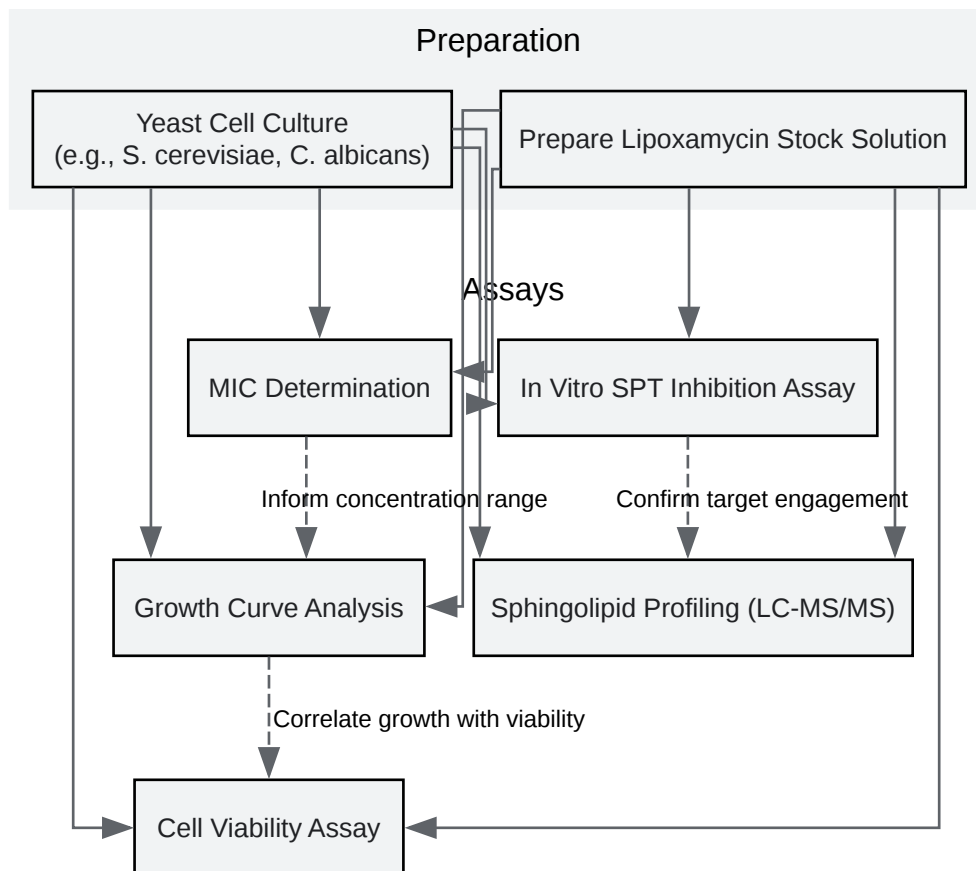 Preparation
Yeast Cell Culture
(e.g., S. cerevisiae, C. albicans)
Prepare Lipoxamycin Stock Solution
Assays
MIC Determination
In Vitro SPT Inhibition Assay
Inform concentration range
Confirm target engagement
Growth Curve Analysis
Sphingolipid Profiling (LC-MS/MS)
Correlate growth with viability
Cell Viability Assay